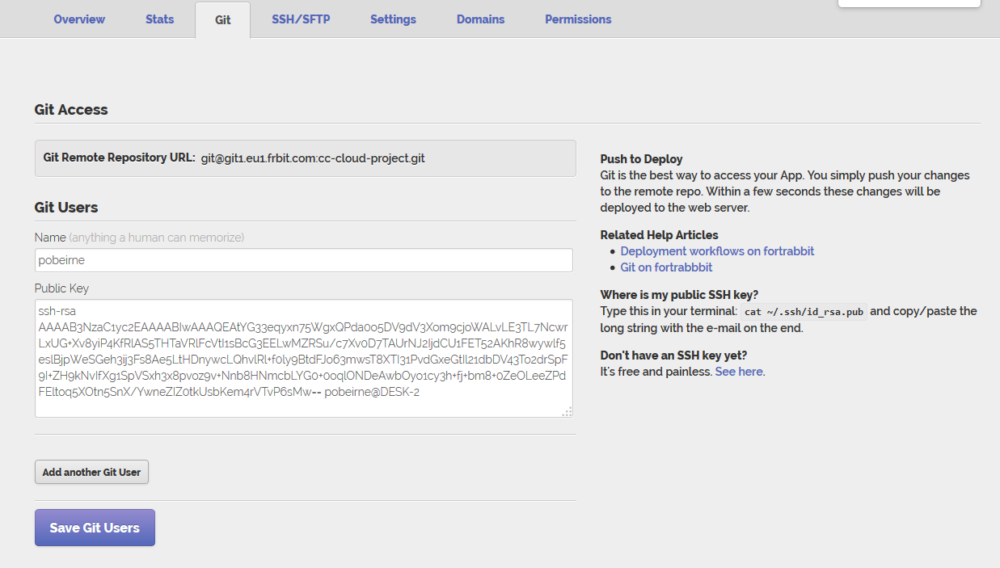 Overview Stats Git SSH/SFTP Settings Domains Permissions
Git Access
Git Remote Repository URL: git@git1.eu1.frbit.com:cc-cloud-project.git
Git Users
Name (anything a human can memorize)
pobeirne
Public Key
ssh-rsa
AAAAB3NzaC1yc2EAAAABIwAAAQEAtYG33eqyxn75WgxQPda0o5DV9dV3Xom9cjoWALvLE3TL7Ncwr
LxUG+Xv8yiP4KfRlAS5THTaVRlFcVtI1sBcG3EELwMZRSu/c7Xv0D7TAUrNJ2IjdCU1FET52AKhR8wywlf5
eslBjpWeSGeh3ij3Fs8Ae5LtHDnywcLQhvlRl+f0ly9BtdFJo63mwsT8XTI31PvdGxeGtIl21dbDV43To2drSpF
9I+ZH9kNvIfXg1SpVSxh3x8pvoz9v+Nnb8HNmcbLYG0+0oqlONDeAwbOyo1cy3h+fj+bm8+0ZeOLeeZPd
FEltoq5XOtn5SnX/YwneZIZ0tkUsbKem4rVTvP6sMw== pobeirne@DESK-2
Add another Git User
Save Git Users
Push to Deploy
Git is the best way to access your App. You simply push your changes
to the remote repo. Within a few seconds these changes will be
deployed to the web server.
Related Help Articles
Deployment workflows on fortrabbit
Git on fortrabbbit
Where is my public SSH key?
Type this in your terminal: cat ~/.ssh/id_rsa.pub and copy/paste the
long string with the e-mail on the end.
Don't have an SSH key yet?
It's free and painless. See here.